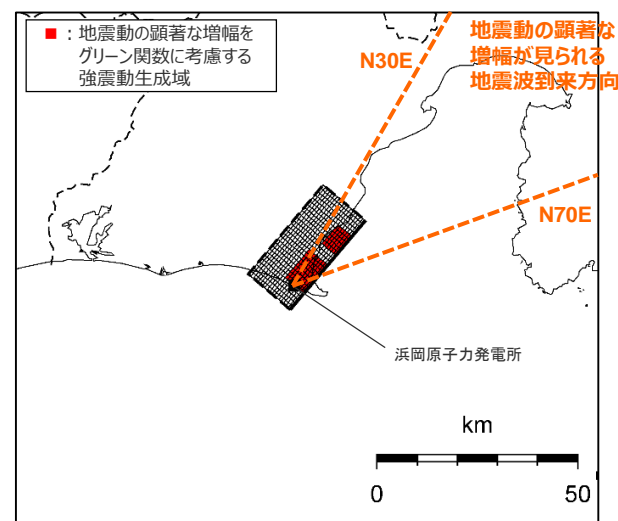 ■ ：地震動の顕著な増幅を
グリーン関数に考慮する
強震動生成域
地震動の顕著な
増幅が見られる
地震波到来方向
N30E
N70E
浜岡原子力発電所
km
0 50